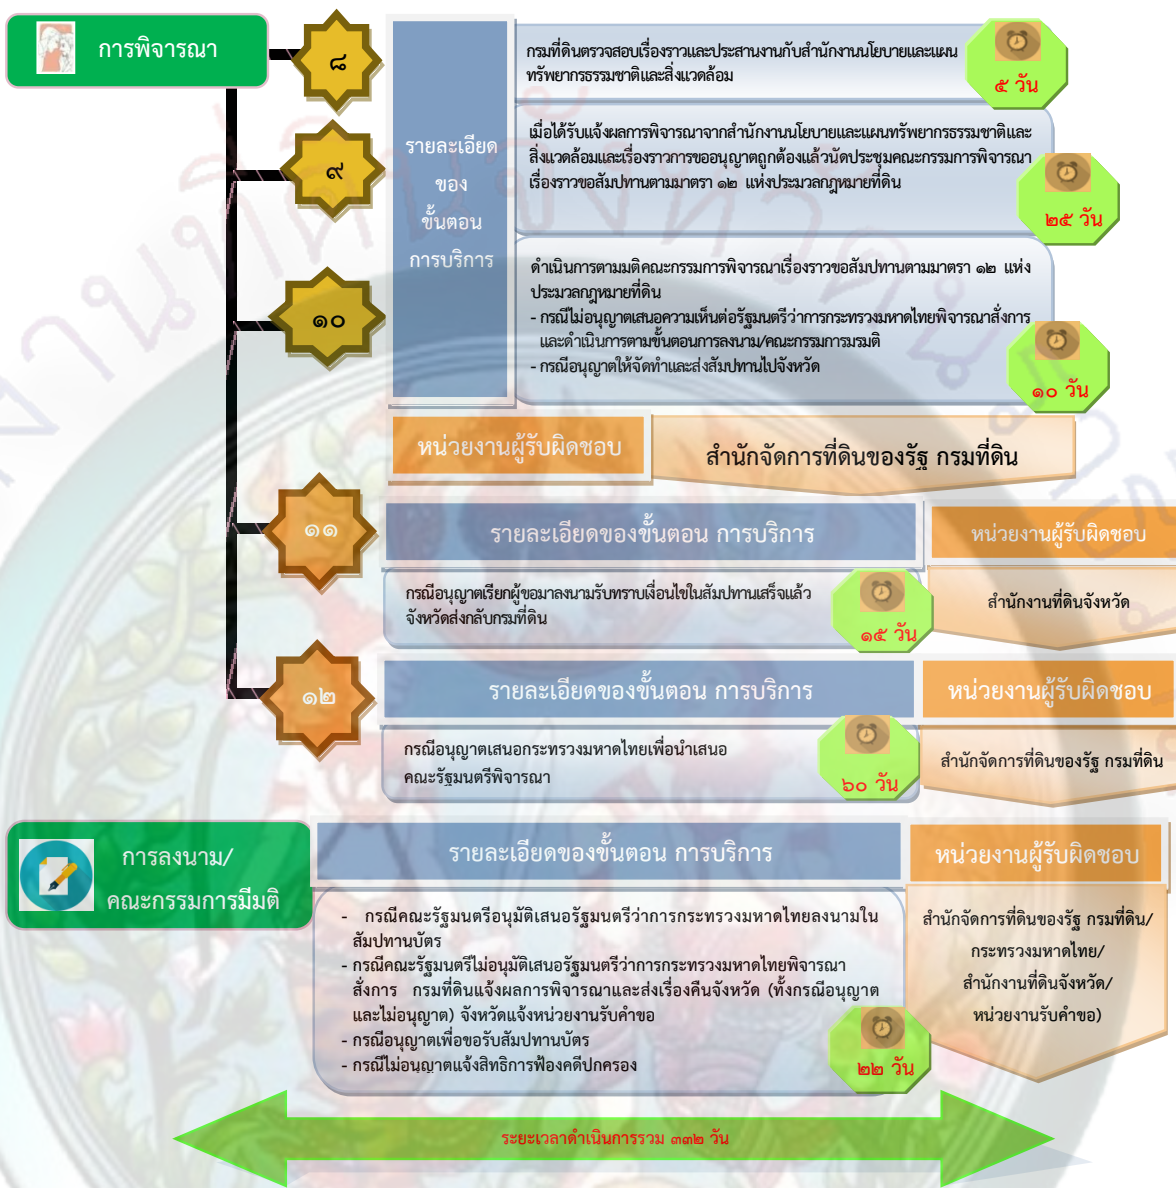 การพิจารณา
๘
รายละเอียด
ของ
ขั้นตอน
การบริการ
กรมที่ดินตรวจสอบเรื่องราวและประสานงานกับสำนักงานนโยบายและแผน
ทรัพยากรธรรมชาติและสิ่งแวดล้อม
๕ วัน
๙
เมื่อได้รับแจ้งผลการพิจารณาจากสำนักงานนโยบายและแผนทรัพยากรธรรมชาติและ
สิ่งแวดล้อมและเรื่องราวการขออนุญาตถูกต้องแล้วนัดประชุมคณะกรรมการพิจารณา
เรื่องราวขอสัมปทานตามมาตรา ๑๒ แห่งประมวลกฎหมายที่ดิน
๒๕ วัน
๑๐
ดำเนินการตามมติคณะกรรมการพิจารณาเรื่องราวขอสัมปทานตามมาตรา ๑๒ แห่ง
ประมวลกฎหมายที่ดิน
- กรณีไม่อนุญาตเสนอความเห็นต่อรัฐมนตรีว่าการกระทรวงมหาดไทยพิจารณาสั่งการ
และดำเนินการตามขั้นตอนการลงนาม/คณะกรรมการมรมติ
- กรณีอนุญาตให้จัดทำและส่งสัมปทานไปจังหวัด
๑๐ วัน
หน่วยงานผู้รับผิดชอบ
สำนักจัดการที่ดินของรัฐ กรมที่ดิน
๑๑
รายละเอียดของขั้นตอน การบริการ
หน่วยงานผู้รับผิดชอบ
กรณีอนุญาตเรียกผู้ขอมาลงนามรับทราบเงื่อนไขในสัมปทานเสร็จแล้ว
จังหวัดส่งกลับกรมที่ดิน
๑๕ วัน
สำนักงานที่ดินจังหวัด
๑๒
รายละเอียดของขั้นตอน การบริการ
หน่วยงานผู้รับผิดชอบ
กรณีอนุญาตเสนอกระทรวงมหาดไทยเพื่อนำเสนอ
คณะรัฐมนตรีพิจารณา
๖๐ วัน
สำนักจัดการที่ดินของรัฐ กรมที่ดิน
การลงนาม/
คณะกรรมการมีมติ
รายละเอียดของขั้นตอน การบริการ
หน่วยงานผู้รับผิดชอบ
- กรณีคณะรัฐมนตรีอนุมัติเสนอรัฐมนตรีว่าการกระทรวงมหาดไทยลงนามใน
สัมปทานบัตร
- กรณีคณะรัฐมนตรีไม่อนุมัติเสนอรัฐมนตรีว่าการกระทรวงมหาดไทยพิจารณา
สั่งการ กรมที่ดินแจ้งผลการพิจารณาและส่งเรื่องคืนจังหวัด (ทั้งกรณีอนุญาต
และไม่อนุญาต) จังหวัดแจ้งหน่วยงานรับคำขอ
- กรณีอนุญาตเพื่อขอรับสัมปทานบัตร
- กรณีไม่อนุญาตแจ้งสิทธิการฟ้องคดีปกครอง
๒๒ วัน
สำนักจัดการที่ดินของรัฐ กรมที่ดิน/
กระทรวงมหาดไทย/
สำนักงานที่ดินจังหวัด/
หน่วยงานรับคำขอ)
ระยะเวลาดำเนินการรวม ๓๓๒ วัน